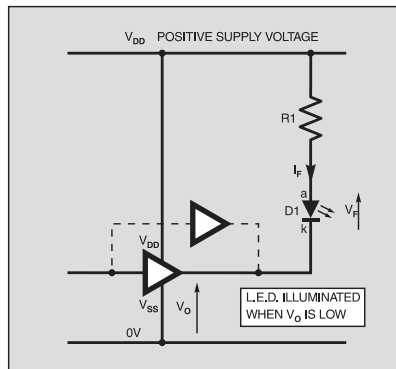 VDD POSITIVE SUPPLY VOLTAGE
R1
IF
a
D1
VF
k
VDD
VSS
VO
L.E.D. ILLUMINATED
WHEN VO IS LOW
0V